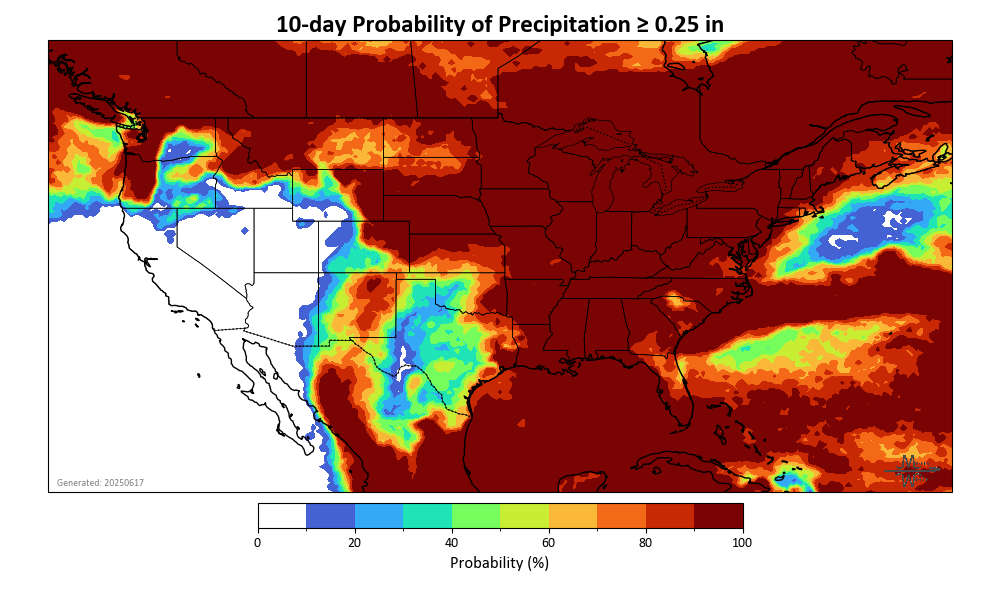 10-day Probability of Precipitation ≥ 0.25 in
Generated: 20250617
0 20 40 60 80 100
Probability (%)